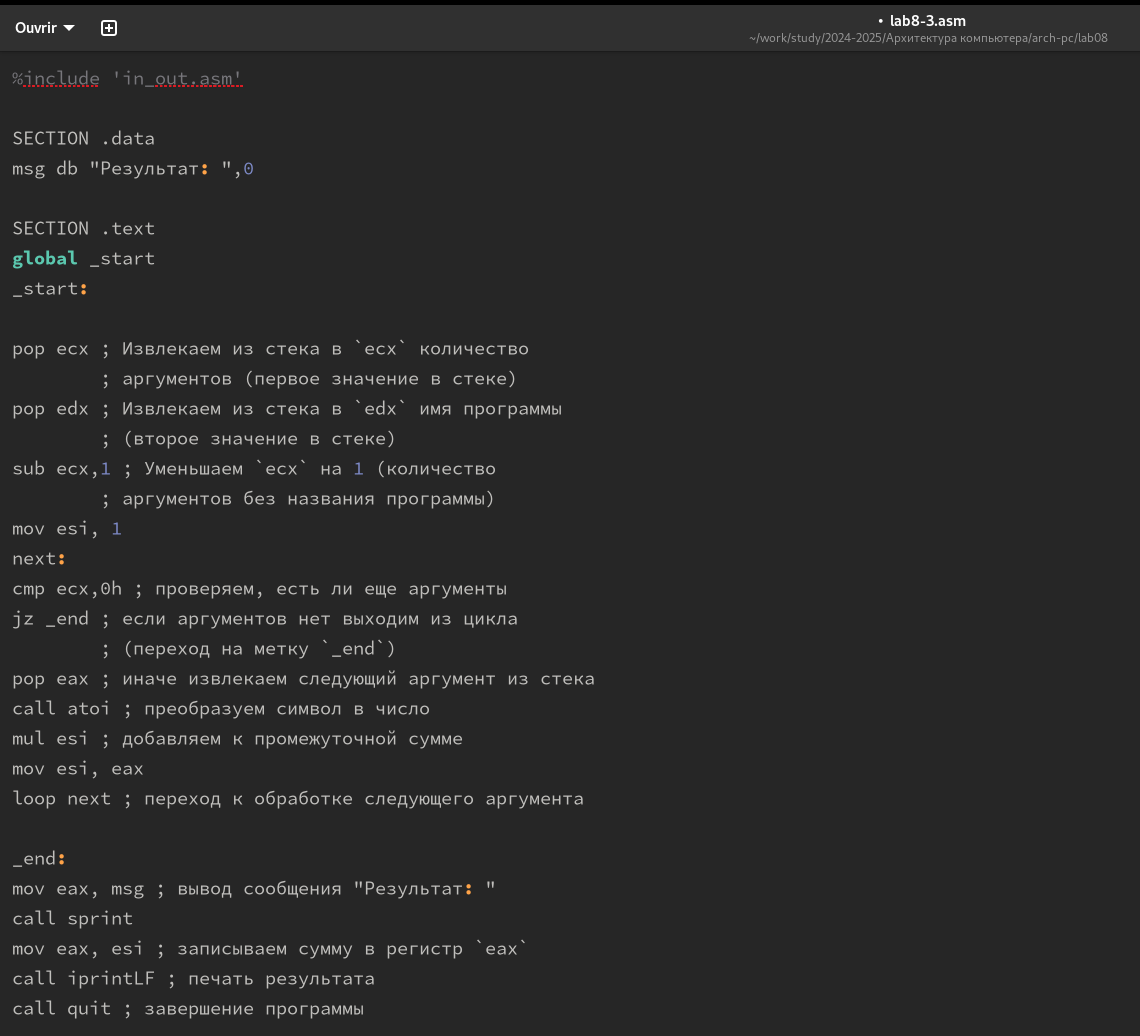 Ouvrir
• lab8-3.asm
~/work/study/2024-2025/Архитектура компьютера/arch-pc/lab08
%include 'in_out.asm'
SECTION .data
msg db "Результат: ",0
SECTION .text
global _start
_start:
pop ecx ; Извлекаем из стека в `ecx` количество
; аргументов (первое значение в стеке)
pop edx ; Извлекаем из стека в `edx` имя программы
; (второе значение в стеке)
sub ecx,1 ; Уменьшаем `ecx` на 1 (количество
; аргументов без названия программы)
mov esi, 1
next:
cmp ecx,0h ; проверяем, есть ли еще аргументы
jz _end ; если аргументов нет выходим из цикла
; (переход на метку `_end`)
pop eax ; иначе извлекаем следующий аргумент из стека
call atoi ; преобразуем символ в число
mul esi ; добавляем к промежуточной сумме
mov esi, eax
loop next ; переход к обработке следующего аргумента
_end:
mov eax, msg ; вывод сообщения "Результат: "
call sprint
mov eax, esi ; записываем сумму в регистр `eax`
call iprintLF ; печать результата
call quit ; завершение программы